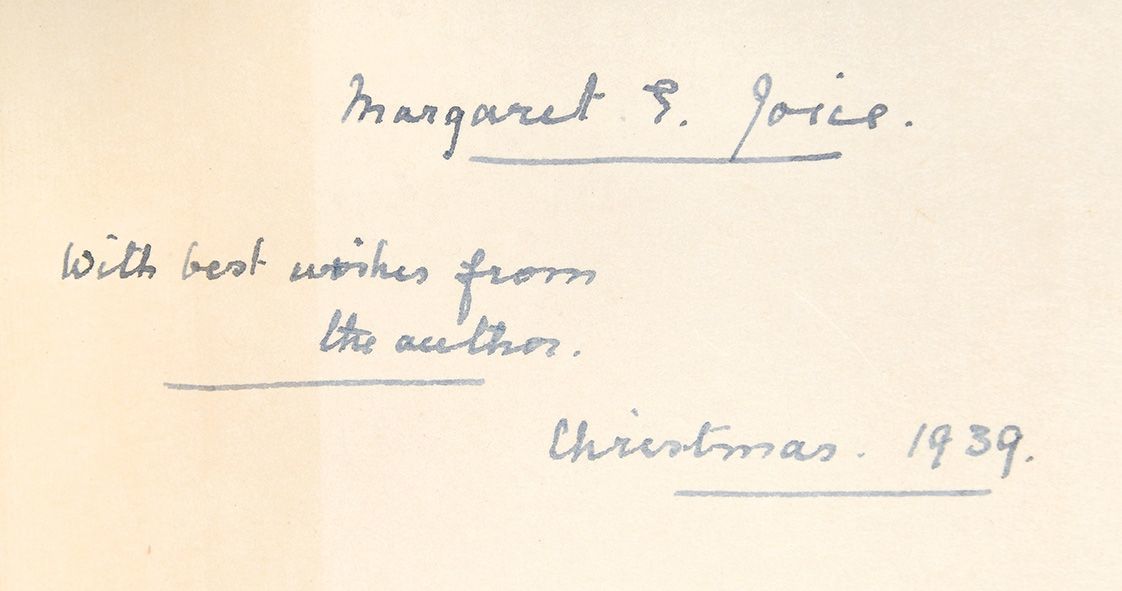 Margaret E. Joice.
With best wishes from
the author.
Christmas. 1939.